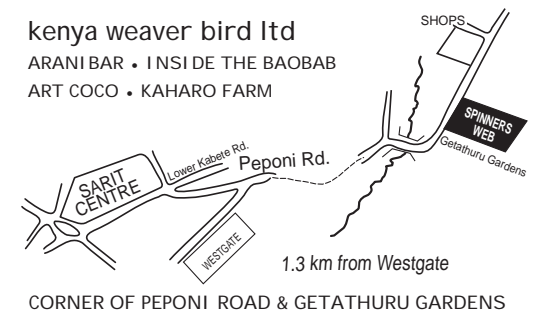 kenya weaver bird ltd
ARANIBAR • INSIDE THE BAOBAB
ART COCO • KAHARO FARM
SHOPS
SPINNERS
WEB
Getathuru Gardens
Lower Kabete Rd.
Peponi Rd.
SARIT
CENTRE
WESTGATE
1.3 km from Westgate
CORNER OF PEPONI ROAD & GETATHURU GARDENS